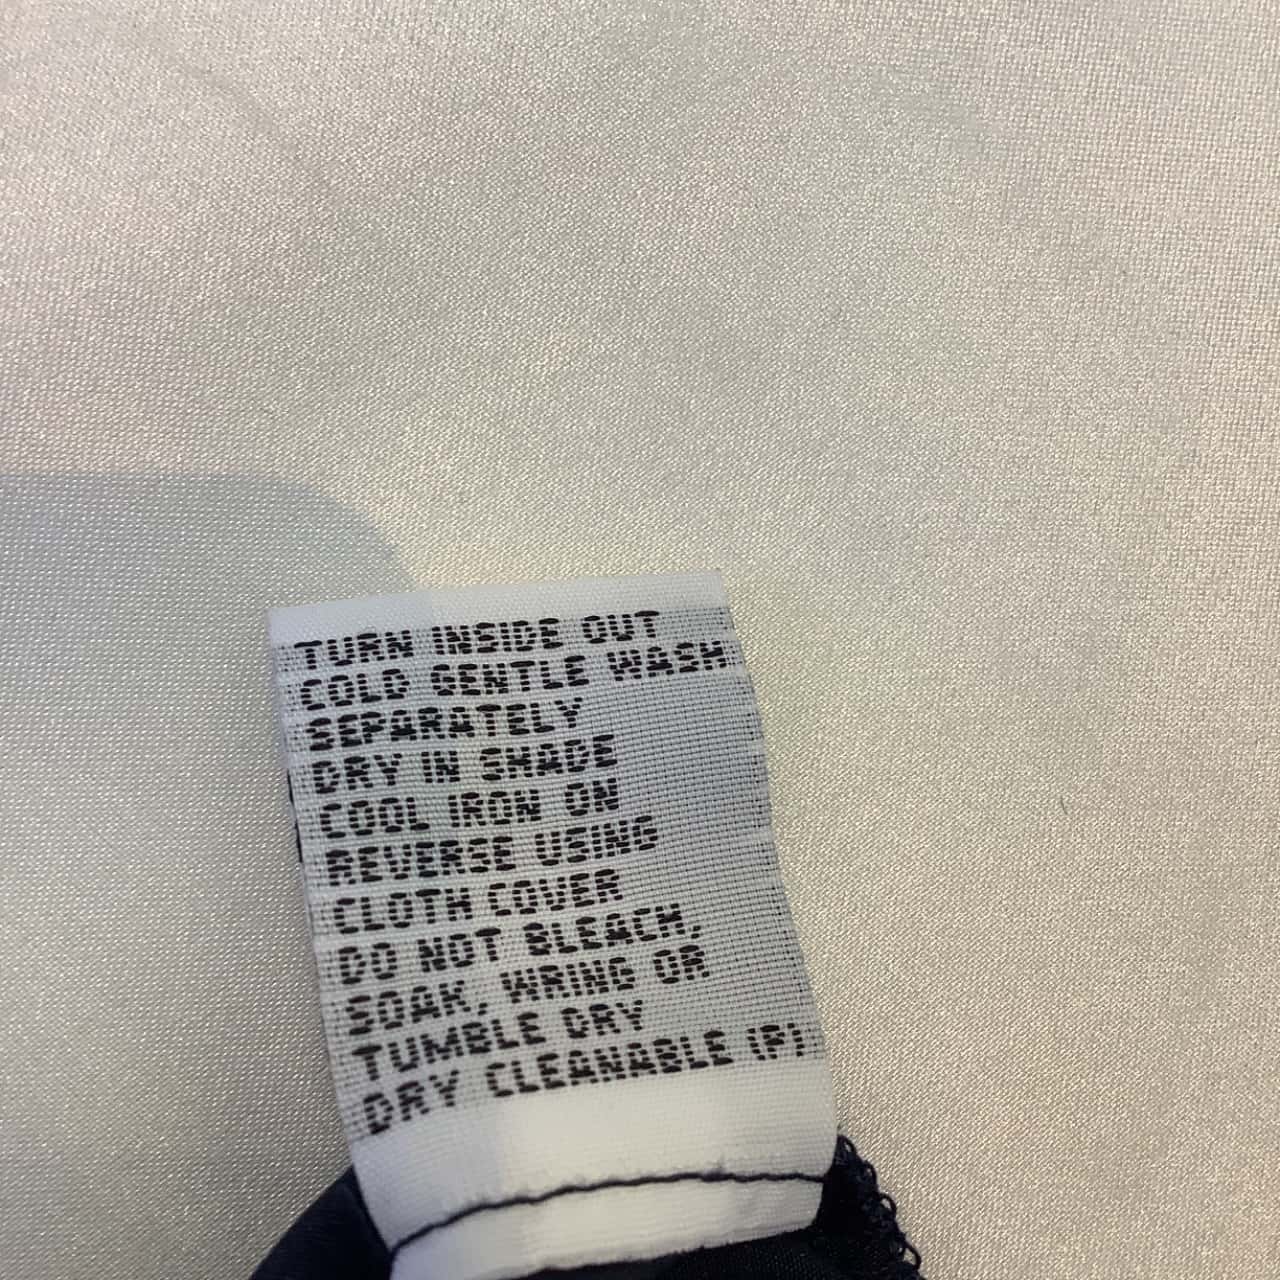 TURN INSIDE OUT
COLD GENTLE WASH
SEPARATELY
DRY IN SHADE
COOL IRON ON
REVERSE USING
CLOTH COVER
DO NOT BLEACH,
SOAK, WRING OR
TUMBLE DRY
DRY CLEANABLE (P)